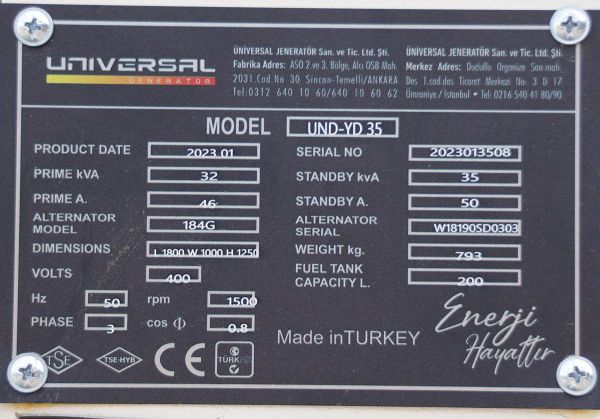 UNIVERSAL
GENERATOR
ÜNİVERSAL JENERATÖR San. ve Tic. Ltd. Şti.
Fabrika Adres: ASO 2.ve 3. Bölge, Alcı OSB Mah.
2031.Cad.No 30 Sincan-Temelli/ANKARA
Tel:0312 640 10 60/640 10 60 62
ÜNİVERSAL JENERATÖR San. ve Tic. Ltd. Şti.
Merkez Adres: Dudullu Organize San.mah.
Des 1.cad.des Ticaret Merkezi No: 3 D 17
Ümraniye / İstanbul • Tel: 0216 540 41 80/90
MODEL UND-YD 35
PRODUCT DATE 2023 01
SERIAL NO 2023013508
PRIME kVA 32
STANDBY kvA 35
PRIME A. 46
STANDBY A. 50
ALTERNATOR
MODEL 184G
ALTERNATOR
SERIAL W18190SD0303
DIMENSIONS L 1800 W 1000 H 1250
WEIGHT kg. 793
VOLTS 400
FUEL TANK
CAPACITY L. 200
Hz 50 rpm 1500
PHASE 3 cos Φ 0.8
Made in TURKEY
Enerji
Hayattır
TSE
TSE-HYB
CE
TÜRKAK